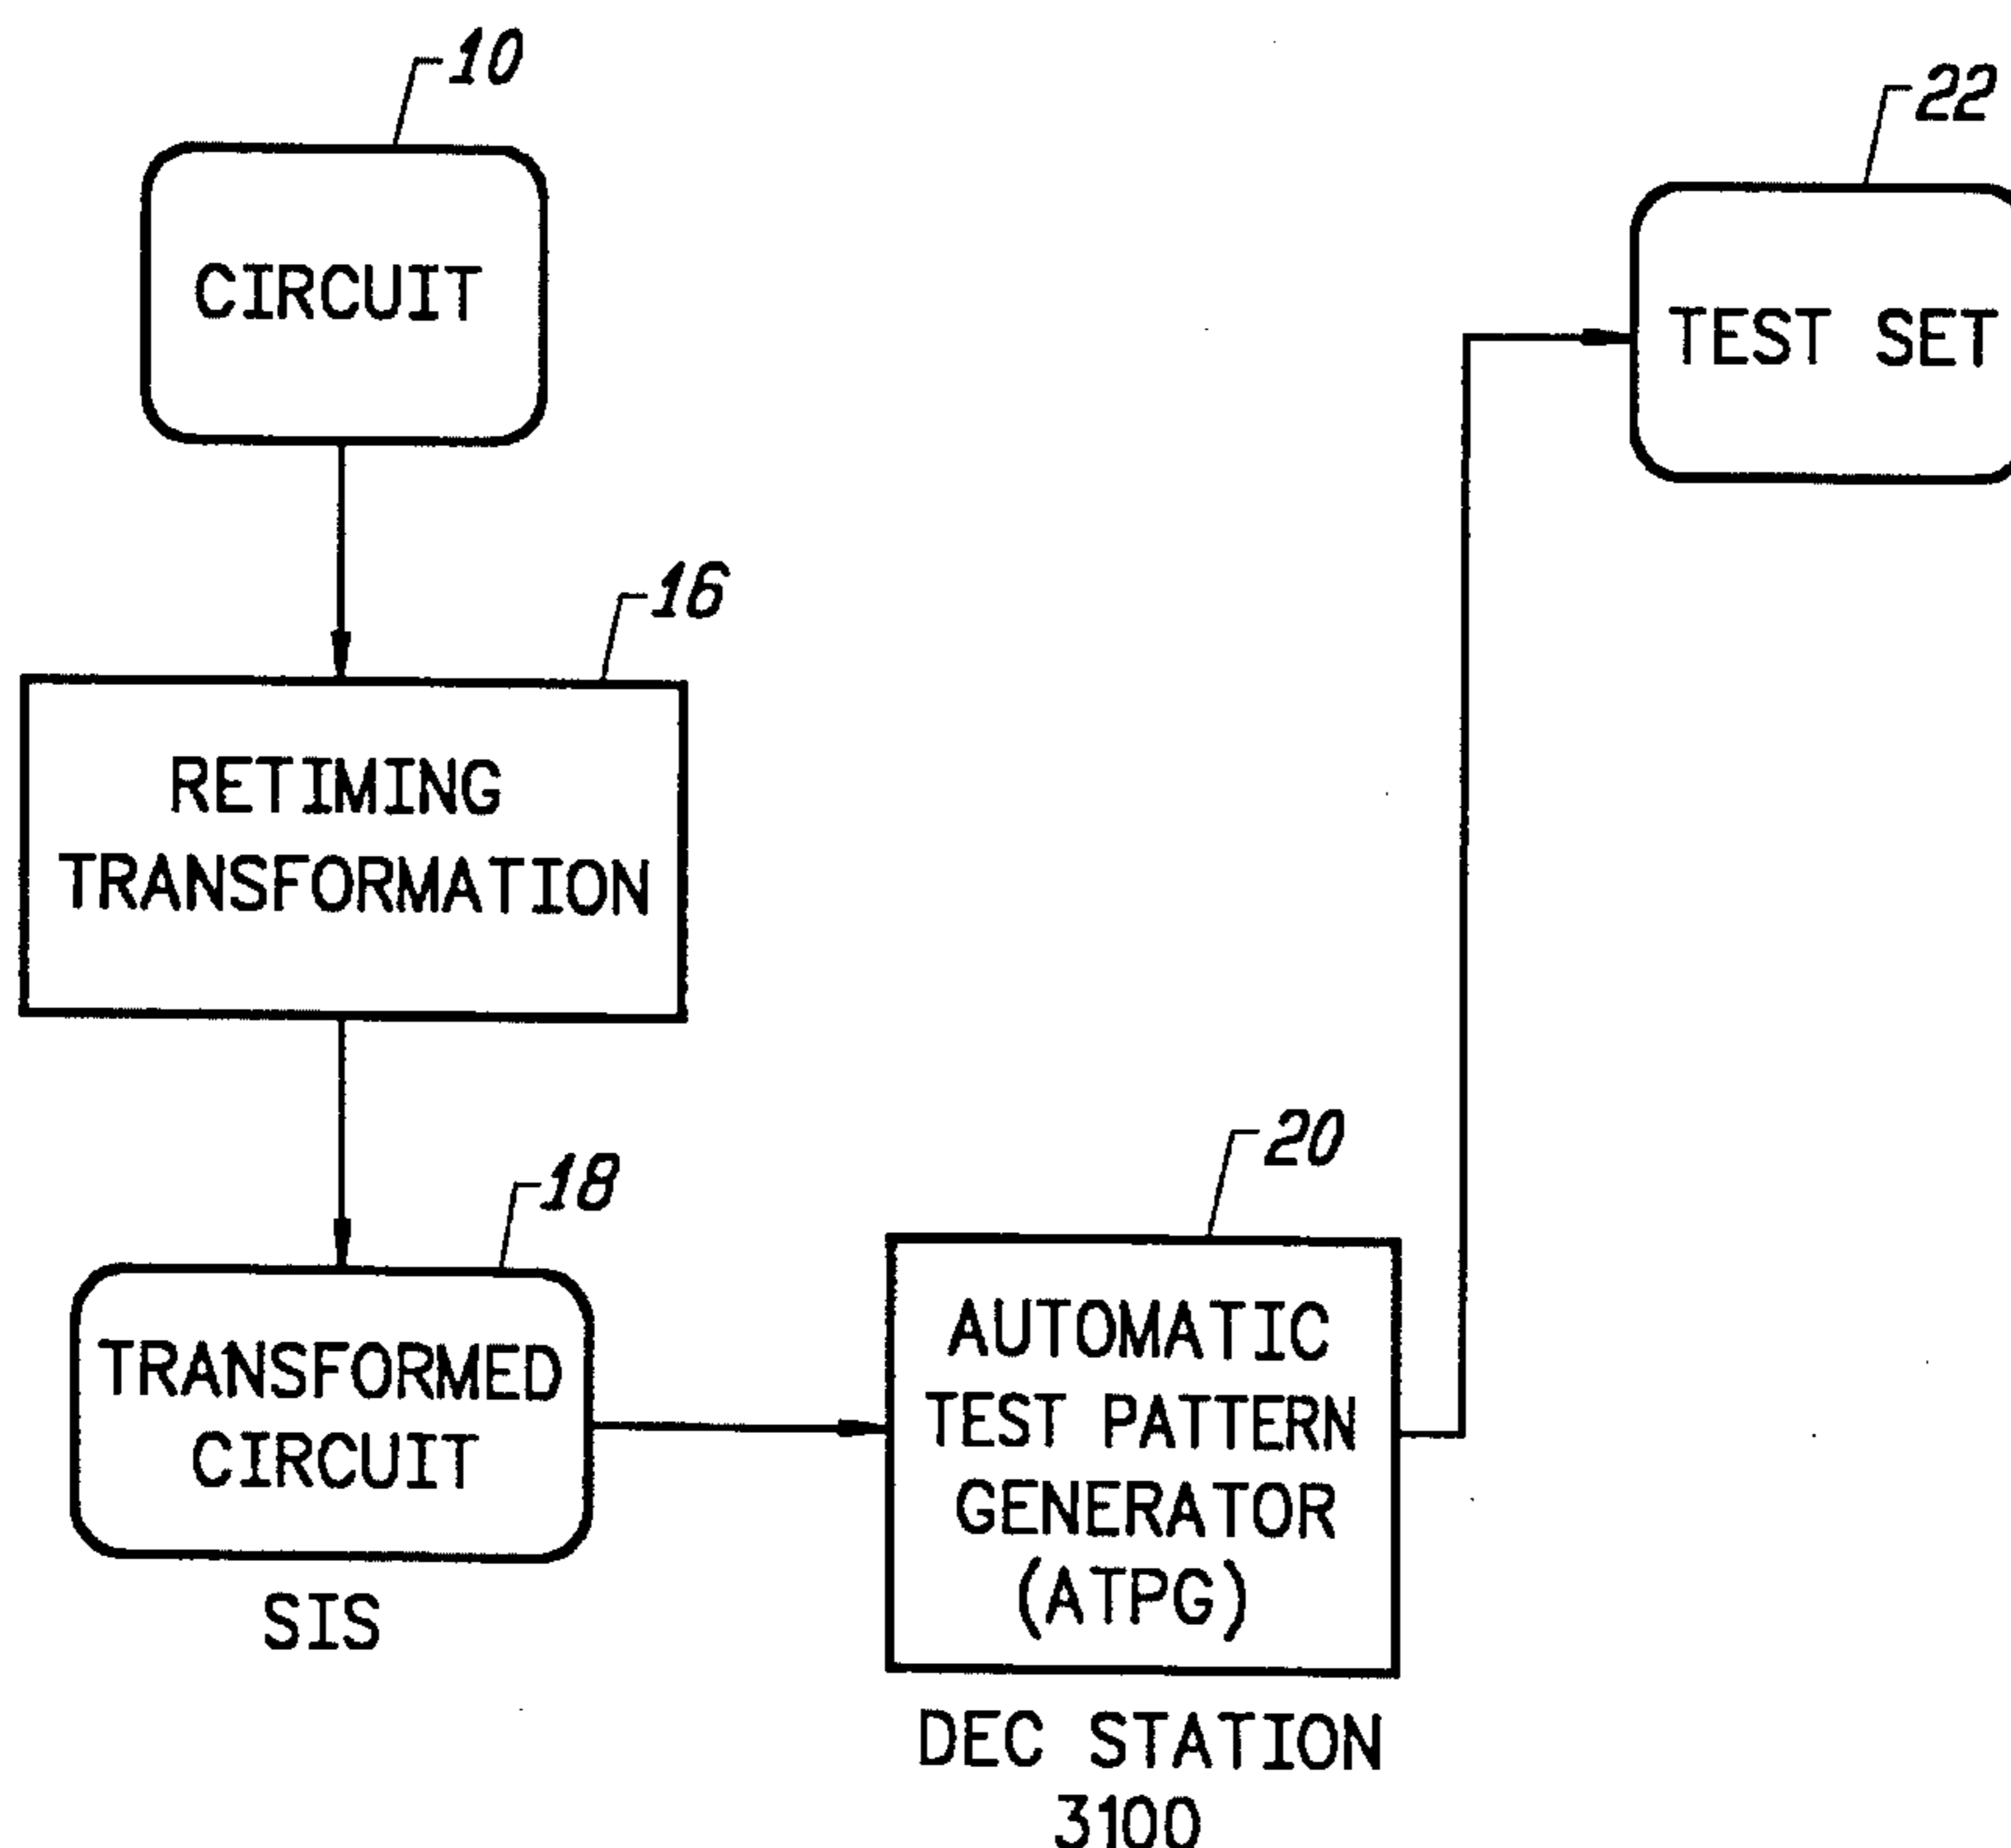 10
CIRCUIT
22
TEST SET
16
RETIMING
TRANSFORMATION
18
TRANSFORMED
CIRCUIT
SIS
20
AUTOMATIC
TEST PATTERN
GENERATOR
(ATPG)
DEC STATION
3100